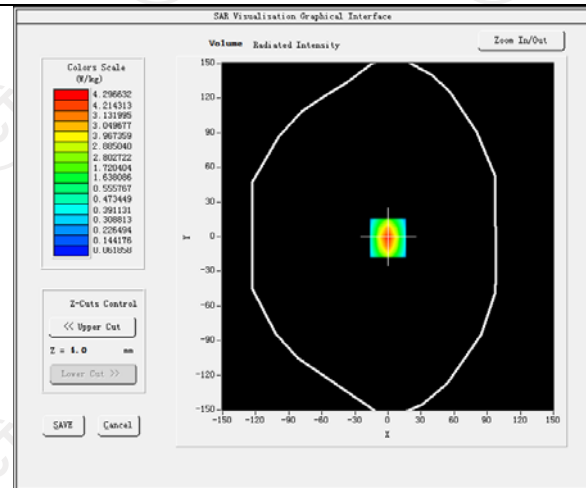 SAR Visualisation Graphical Interface
Volume Radiated Intensity
Zoom In/Out
Colors Scale
(W/kg)
4.296632
4.214313
3.131995
3.049677
3.967359
2.885040
2.802722
1.720404
1.638086
0.555767
0.473449
0.391131
0.308813
0.226494
0.144176
0.061858
150
120
90
60
30
0
-30
-60
-90
-120
-150
Y
-150 -120 -90 -60 -30 0 30 60 90 120 150
X
Z-Cuts Control
<< Upper Cut
Z = 4.0 mm
Lower Cut >>
SAVE Cancel